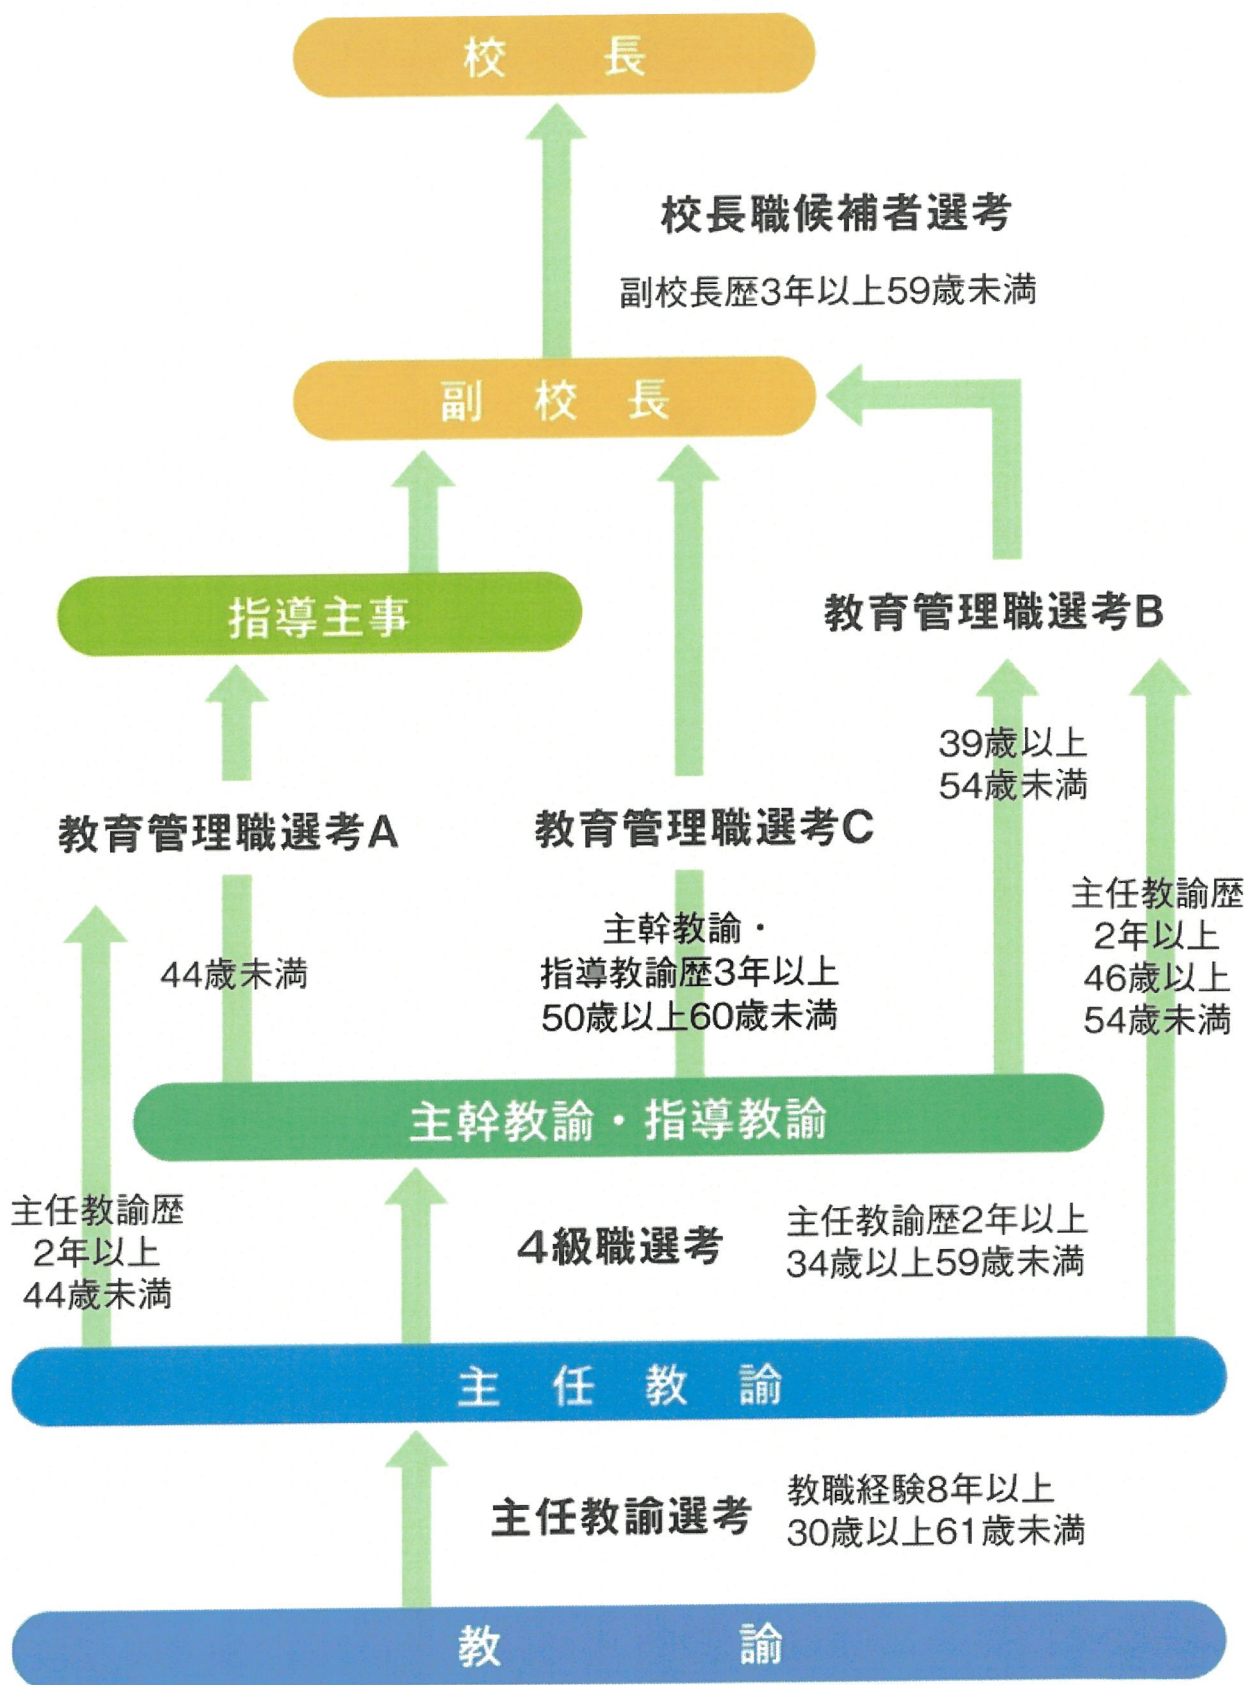 校長
校長職候補者選考
副校長歴3年以上59歳未満
副校長
指導主事
教育管理職選考B
39歳以上
54歳未満
教育管理職選考A
教育管理職選考C
主任教諭歴
2年以上
46歳以上
54歳未満
44歳未満
主幹教諭・
指導教諭歴3年以上
50歳以上60歳未満
主幹教諭・指導教諭
主任教諭歴
2年以上
44歳未満
4級職選考
主任教諭歴2年以上
34歳以上59歳未満
主任教諭
主任教諭選考
教職経験8年以上
30歳以上61歳未満
教諭